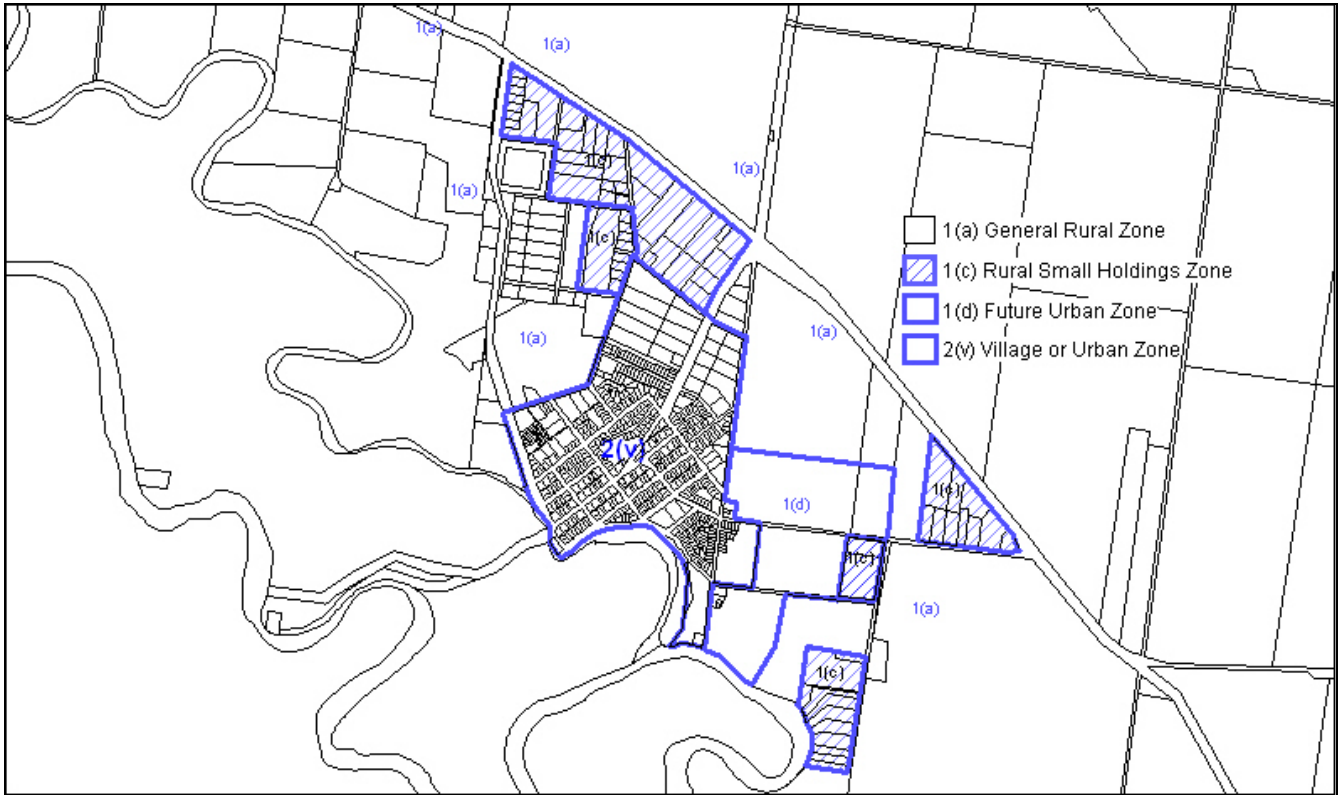 1(a)
1(a)
1(c)
1(a)
1(a)
1(c)
1(a) General Rural Zone
1(c) Rural Small Holdings Zone
1(d) Future Urban Zone
2(v) Village or Urban Zone
1(a)
1(a)
2(v)
1(c)
1(d)
1(c)
1(a)
1(c)